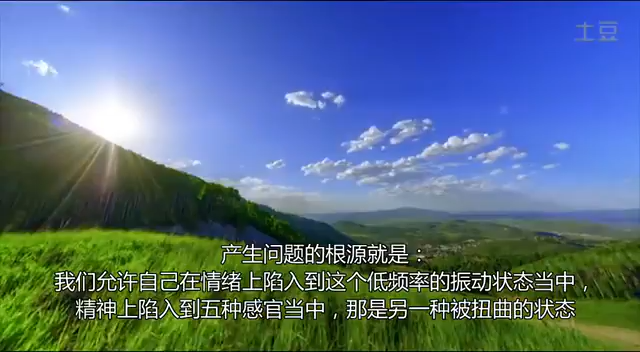 土豆
产生问题的根源就是：
我们允许自己在情绪上陷入到这个低频率的振动状态当中，
精神上陷入到五种感官当中，那是另一种被扭曲的状态